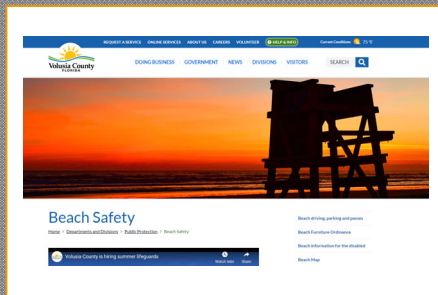 REQUEST A SERVICE ONLINE SERVICES ABOUT US CAREERS VOLUNTEER HELP & INFO Current Conditions 75 °F
Volusia County
FLORIDA
DOING BUSINESS GOVERNMENT NEWS DIVISIONS VISITORS SEARCH
Beach Safety
Home > Departments and Divisions > Public Protection > Beach Safety
Volusia County is hiring summer lifeguards
Watch later Share
Beach driving, parking and passes
Beach Furniture Ordinance
Beach information for the disabled
Beach Map